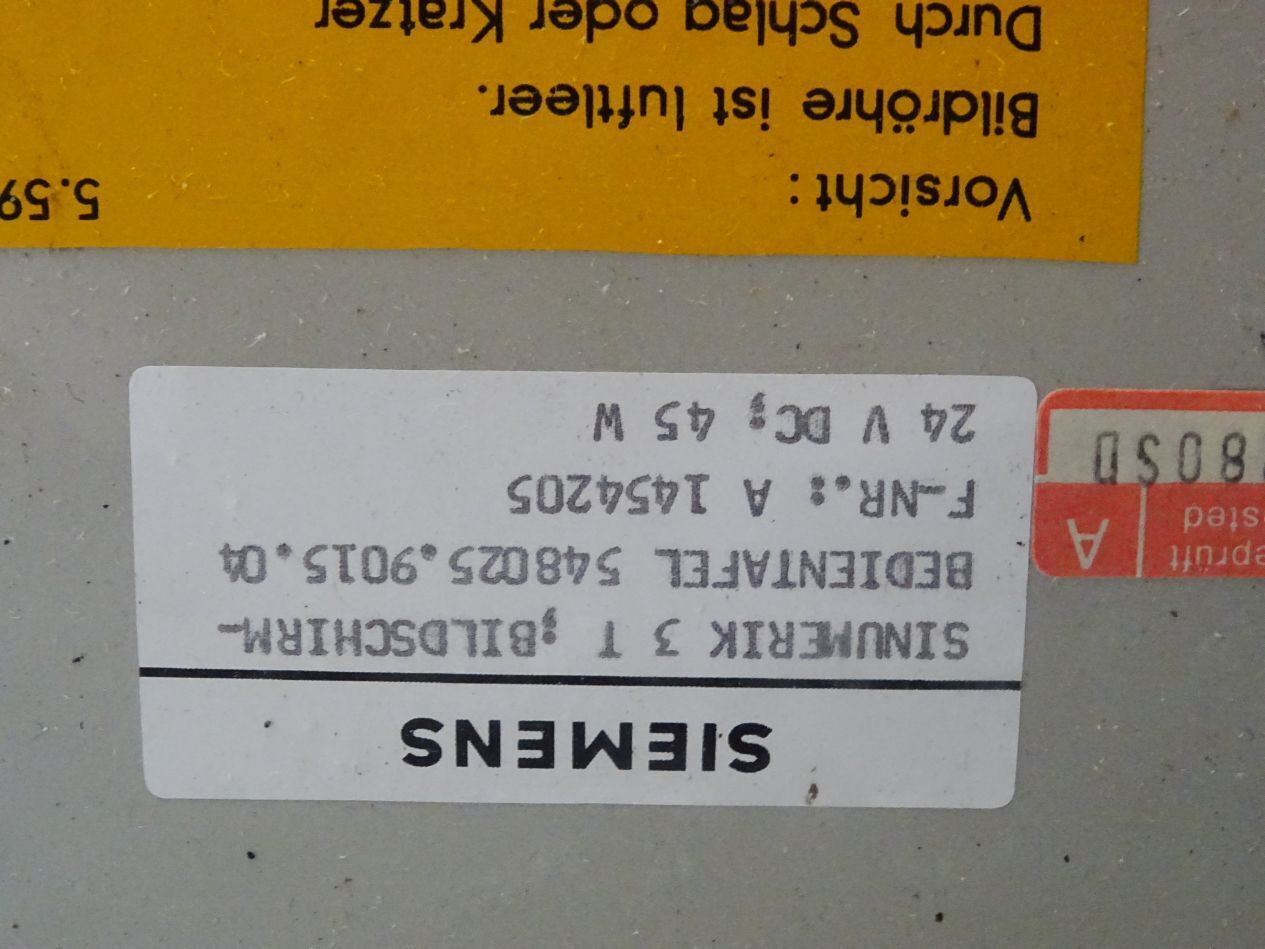 SIEMENS
SINUMERIK 3 T ;BILDSCHIRM-
BEDIENTAFEL 548025.9015.04
F-NR.: A 1454205
24 V DC; 45 W
A
Vorsicht:
Bildröhre ist luftleer.
Durch Schlag oder Kratzer